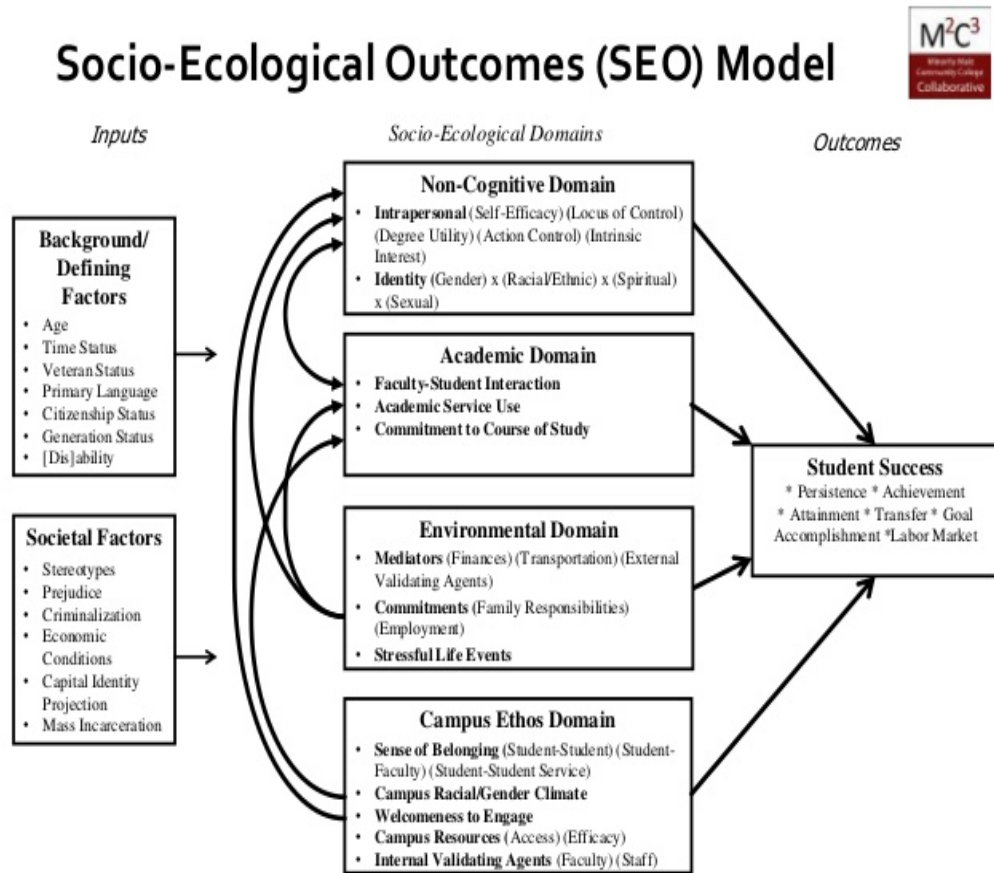 Socio-Ecological Outcomes (SEO) Model
M²C³
Minority Male
Community College
Collaborative
Inputs
Socio-Ecological Domains
Outcomes
Background/
Defining
Factors
• Age
• Time Status
• Veteran Status
• Primary Language
• Citizenship Status
• Generation Status
• [Dis]ability
Societal Factors
• Stereotypes
• Prejudice
• Criminalization
• Economic
Conditions
• Capital Identity
Projection
• Mass Incarceration
Non-Cognitive Domain
• Intrapersonal (Self-Efficacy) (Locus of Control)
(Degree Utility) (Action Control) (Intrinsic
Interest)
• Identity (Gender) x (Racial/Ethnic) x (Spiritual)
x (Sexual)
Academic Domain
• Faculty-Student Interaction
• Academic Service Use
• Commitment to Course of Study
Environmental Domain
• Mediators (Finances) (Transportation) (External
Validating Agents)
• Commitments (Family Responsibilities)
(Employment)
• Stressful Life Events
Campus Ethos Domain
• Sense of Belonging (Student-Student) (Student-
Faculty) (Student-Student Service)
• Campus Racial/Gender Climate
• Welcomeness to Engage
• Campus Resources (Access) (Efficacy)
• Internal Validating Agents (Faculty) (Staff)
Student Success
* Persistence * Achievement
* Attainment * Transfer * Goal
Accomplishment *Labor Market